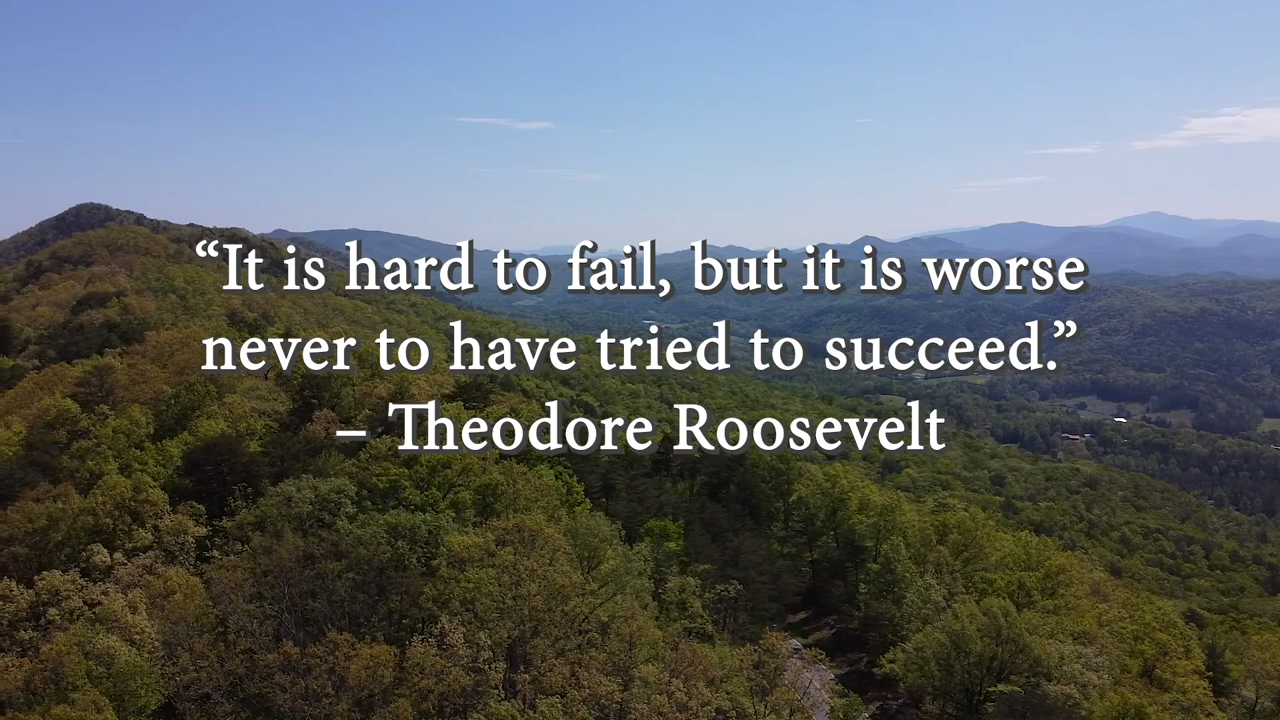 “It is hard to fail, but it is worse
never to have tried to succeed.”
– Theodore Roosevelt